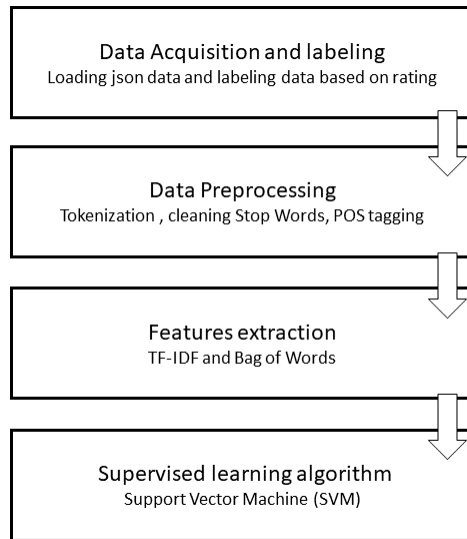 Data Acquisition and labeling
Loading json data and labeling data based on rating
Data Preprocessing
Tokenization , cleaning Stop Words, POS tagging
Features extraction
TF-IDF and Bag of Words
Supervised learning algorithm
Support Vector Machine (SVM)